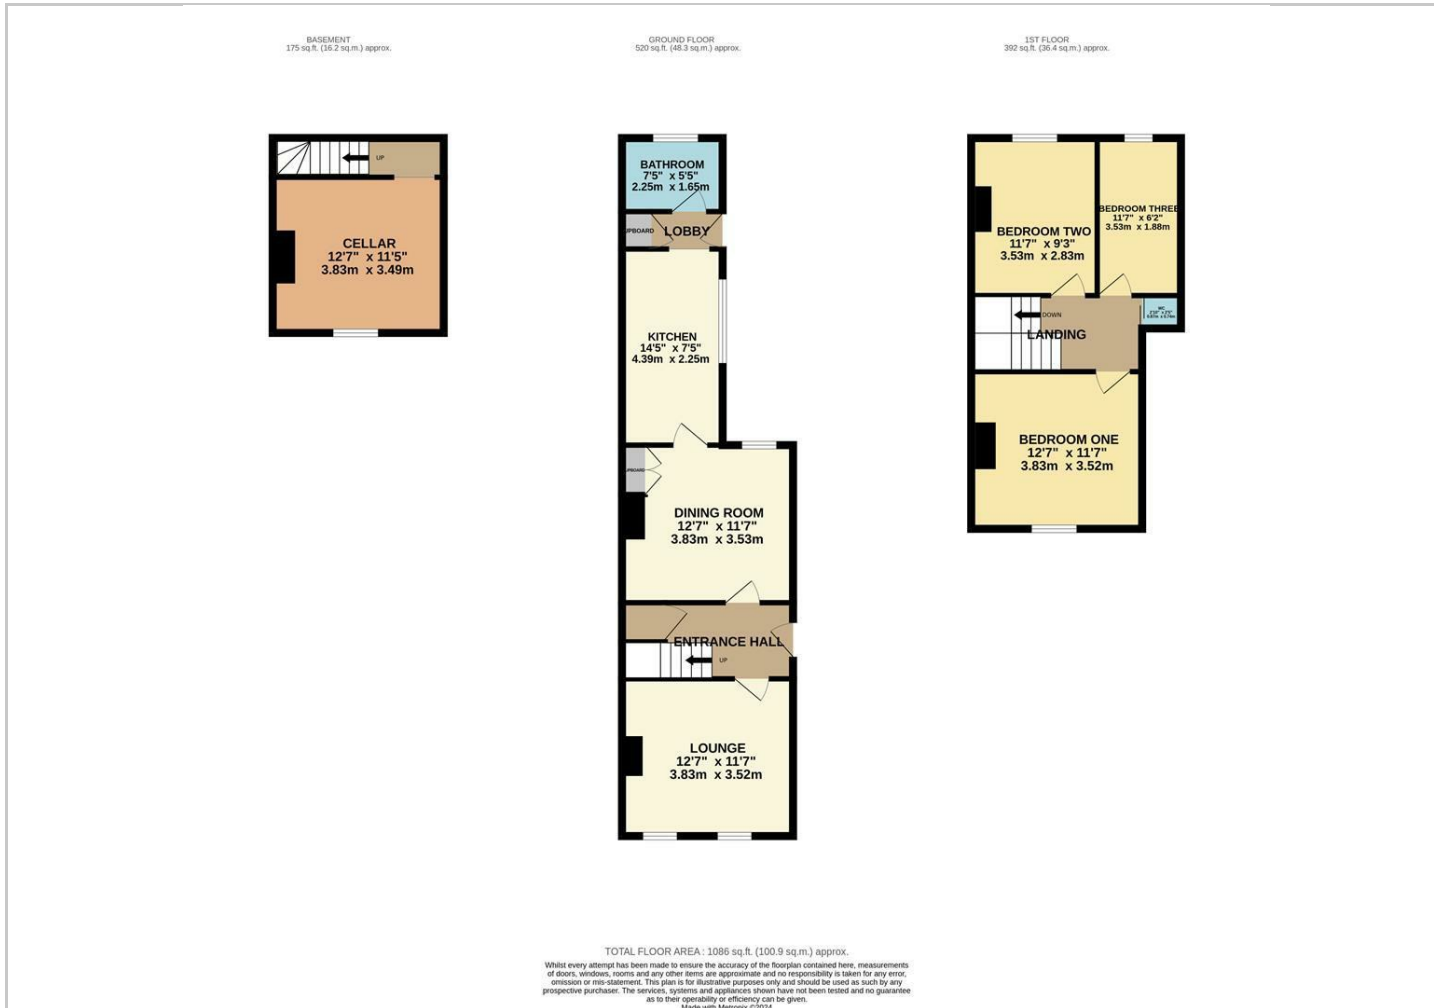 BASEMENT
175 sq.ft. (16.2 sq.m.) approx.
GROUND FLOOR
520 sq.ft. (48.3 sq.m.) approx.
1ST FLOOR
392 sq.ft. (36.4 sq.m.) approx.
UP
CELLAR
12'7" x 11'5"
3.83m x 3.49m
BATHROOM
7'5" x 5'5"
2.25m x 1.65m
UPBOARD
LOBBY
KITCHEN
14'5" x 7'5"
4.39m x 2.25m
UPBOARD
DINING ROOM
12'7" x 11'7"
3.83m x 3.53m
ENTRANCE HALL
UP
LOUNGE
12'7" x 11'7"
3.83m x 3.52m
BEDROOM TWO
11'7" x 9'3"
3.53m x 2.83m
BEDROOM THREE
11'7" x 6'2"
3.53m x 1.88m
DOWN
LANDING
WC
BEDROOM ONE
12'7" x 11'7"
3.83m x 3.52m
TOTAL FLOOR AREA : 1086 sq.ft. (100.9 sq.m.) approx.
Whilst every attempt has been made to ensure the accuracy of the floorplan contained here, measurements
of doors, windows, rooms and any other items are approximate and no responsibility is taken for any error,
omission or mis-statement. This plan is for illustrative purposes only and should be used as such by any
prospective purchaser. The services, systems and appliances shown have not been tested and no guarantee
as to their operability or efficiency can be given.
Made with Metropix ©2024